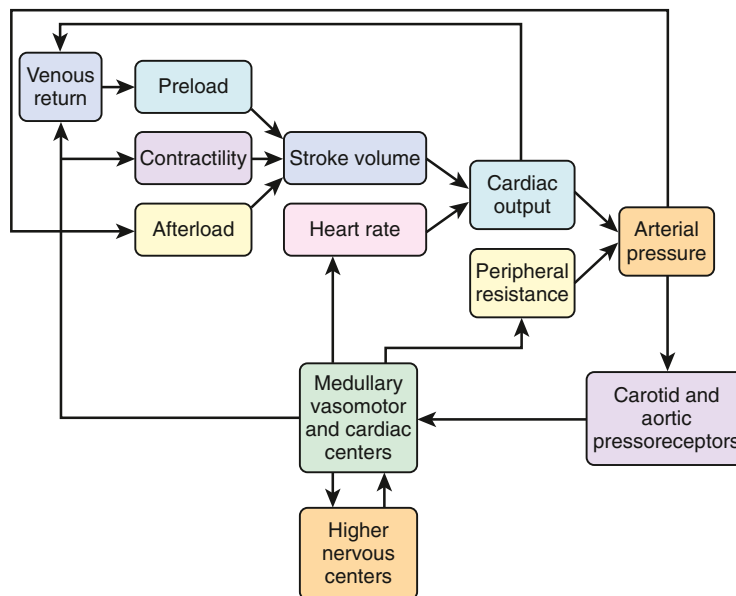 Venous
return
Preload
Contractility
Afterload
Stroke volume
Heart rate
Cardiac
output
Peripheral
resistance
Arterial
pressure
Medullary
vasomotor
and cardiac
centers
Carotid and
aortic
pressoreceptors
Higher
nervous
centers